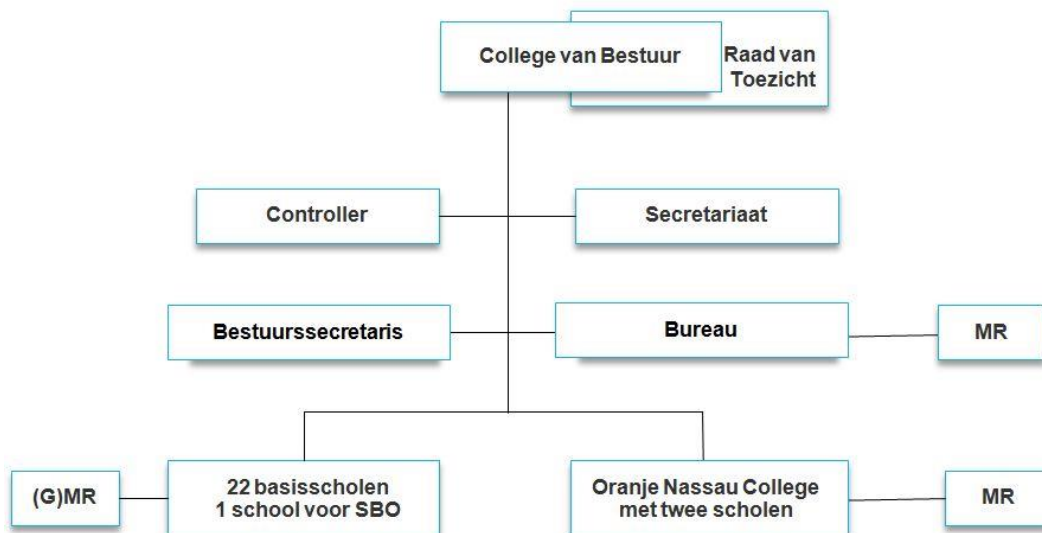 College van Bestuur
Raad van
Toezicht
Controller
Secretariaat
Bestuurssecretaris
Bureau
MR
(G)MR
22 basisscholen
1 school voor SBO
Oranje Nassau College
met twee scholen
MR